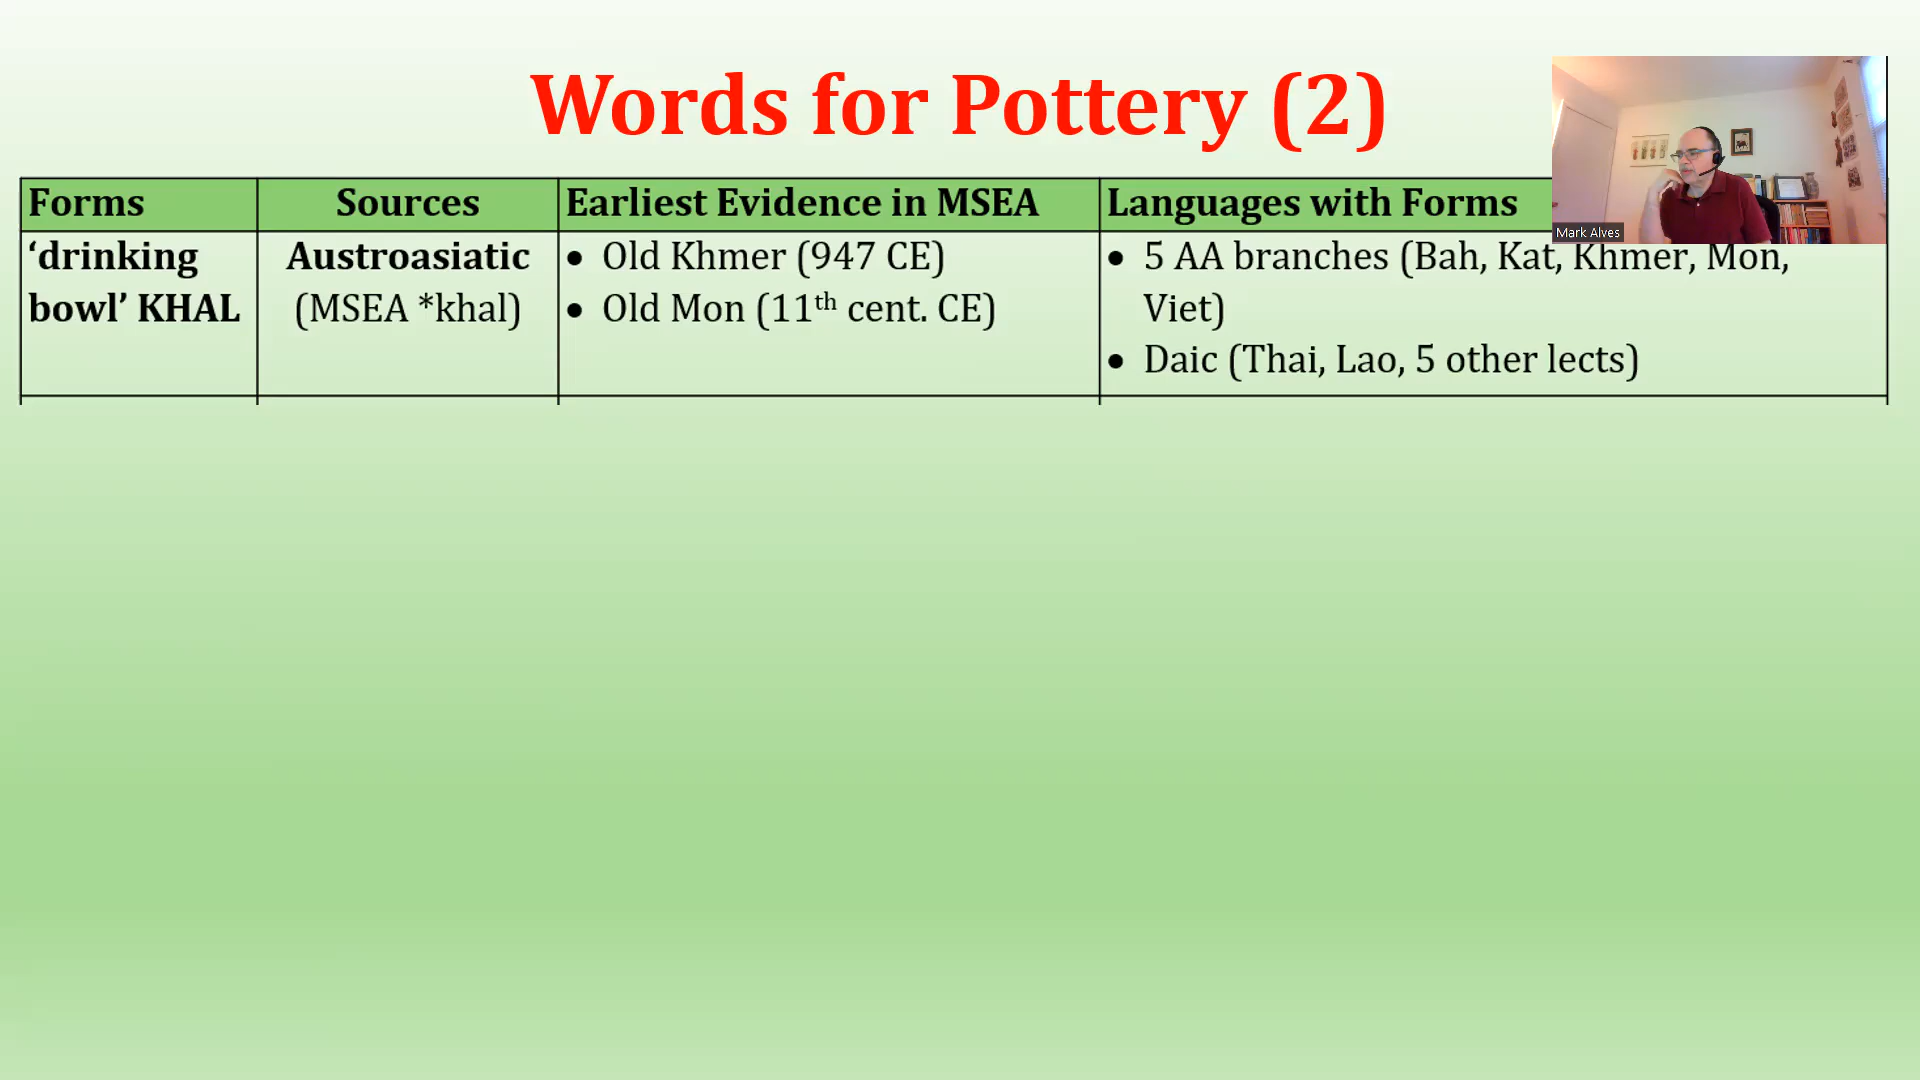 Words for Pottery (2)
Mark Alves
Forms Sources Earliest Evidence in MSEA Languages with Forms
‘drinking
bowl’ KHAL
Austroasiatic
(MSEA *khal)
• Old Khmer (947 CE)
• Old Mon (11th cent. CE)
• 5 AA branches (Bah, Kat, Khmer, Mon,
Viet)
• Daic (Thai, Lao, 5 other lects)